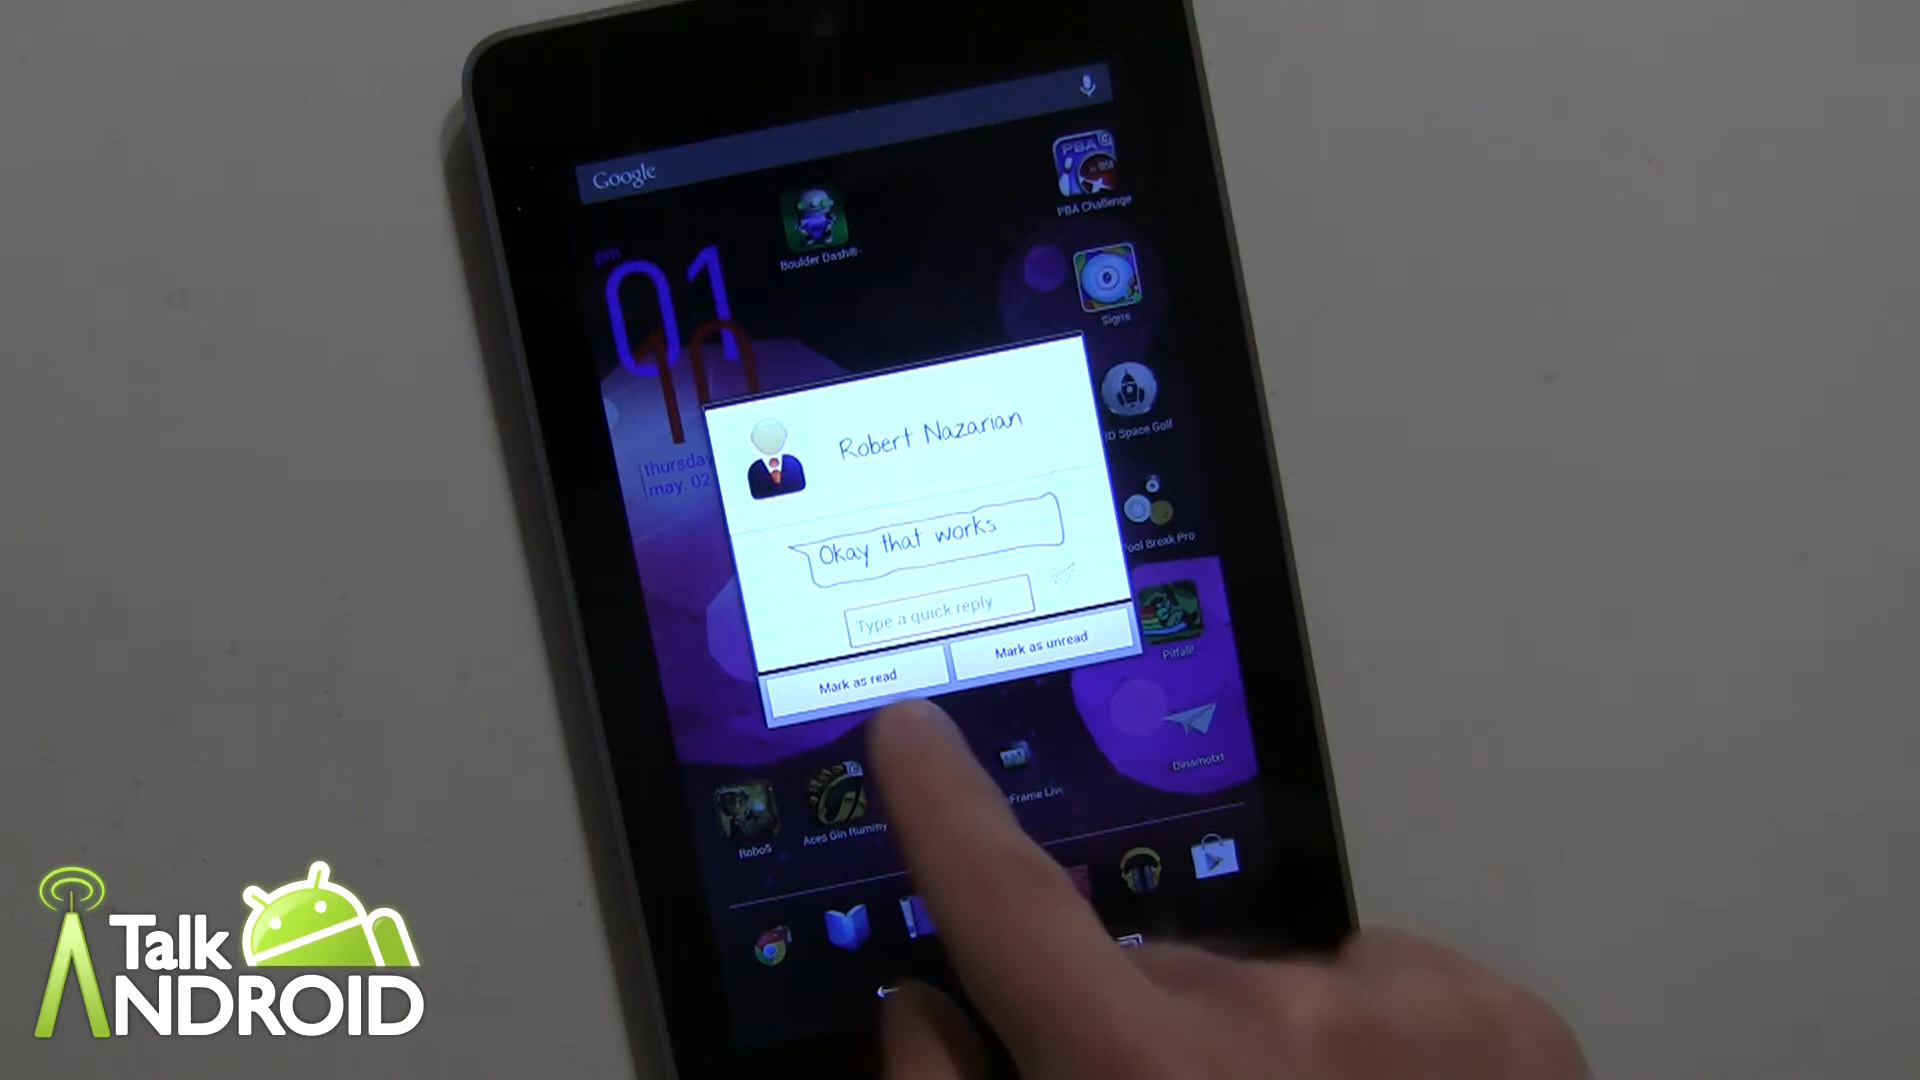 Google
PBA
PBA Challenge
Boulder Dash®-
pm
01
10
Signs
thursday
may. 02
Robert Nazarian
3D Space Golf
Okay that works
Pool Break Pro
Type a quick reply
Mark as read
Mark as unread
Pitfall!
Dinamotxt
Frame Live
Aces Gin Rummy
Robo5
Talk
ANDROID